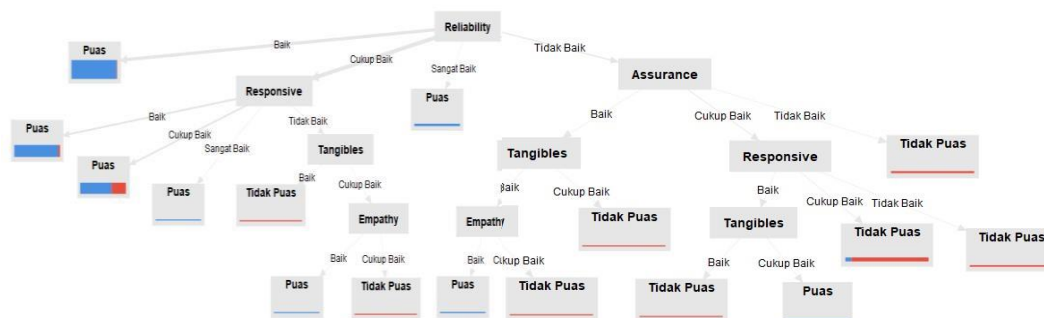 Reliability
Baik
Cukup Baik
Sangat Baik
Tidak Baik
Puas
Responsive
Puas
Assurance
Baik
Cukup Baik
Sangat Baik
Tidak Baik
Baik
Cukup Baik
Tidak Baik
Puas
Puas
Puas
Tangibles
Tangibles
Responsive
Tidak Puas
Baik
Cukup Baik
Baik
Cukup Baik
Baik
Cukup Baik
Tidak Baik
Tidak Puas
Empathy
Empathy
Tidak Puas
Tangibles
Tidak Puas
Tidak Puas
Baik
Cukup Baik
Baik
Cukup Baik
Baik
Cukup Baik
Puas
Tidak Puas
Puas
Tidak Puas
Tidak Puas
Puas